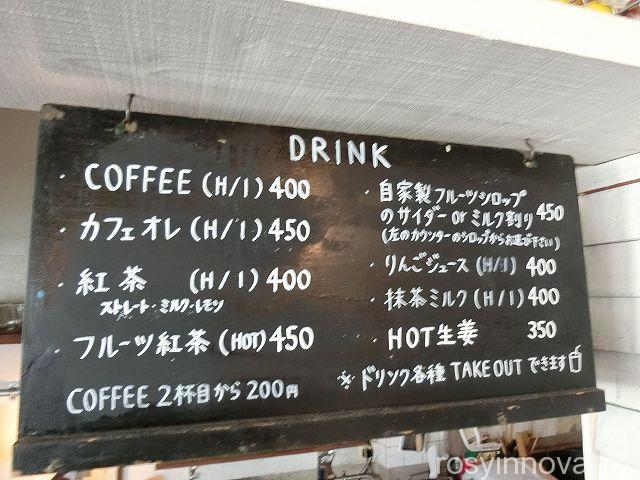 DRINK
・COFFEE (H/I) 400
・カフェオレ (H/I) 450
・紅茶 (H/I) 400
ストレート・ミルク・レモン
・フルーツ紅茶 (HOT) 450
COFFEE 2杯目から 200円
・自家製フルーツシロップ
のサイダー or ミルク割り 450
(左のカウンターのシロップからお選び下さい)
・りんごジュース (H/I) 400
・抹茶ミルク (H/I) 400
・HOT生姜 350
※ドリンク各種 TAKE OUT できます
rosyinnovation